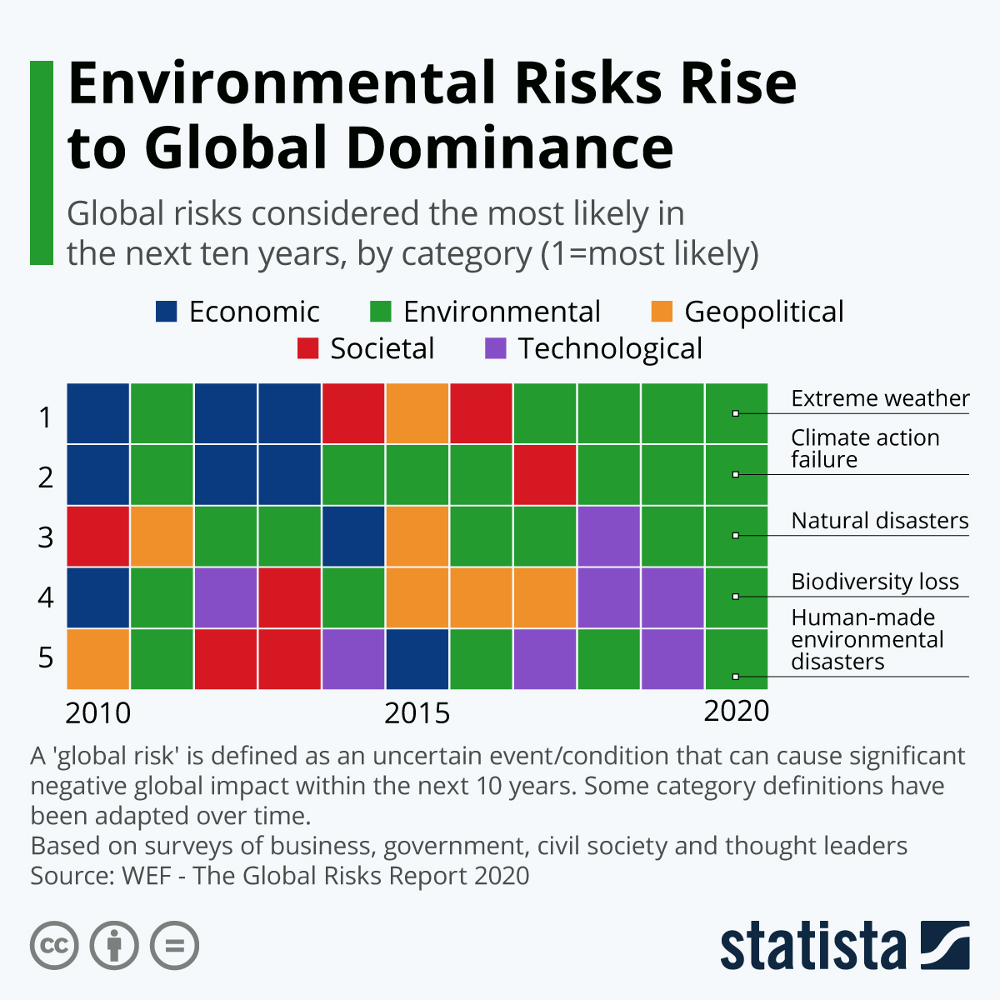 Environmental Risks Rise
to Global Dominance
Global risks considered the most likely in
the next ten years, by category (1=most likely)
Economic Environmental Geopolitical
Societal Technological
1
2
3
4
5
Extreme weather
Climate action
failure
Natural disasters
Biodiversity loss
Human-made
environmental
disasters
2010 2015 2020
A 'global risk' is defined as an uncertain event/condition that can cause significant
negative global impact within the next 10 years. Some category definitions have
been adapted over time.
Based on surveys of business, government, civil society and thought leaders
Source: WEF - The Global Risks Report 2020
cc =
statista